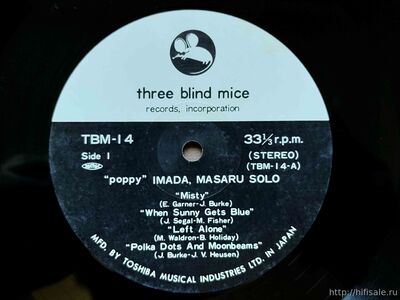 three blind mice
records, incorporation
TBM-14
33⅓ r.p.m.
Side 1
(STEREO)
(TBM-14-A)
"poppy" IMADA, MASARU SOLO
"Misty"
(E. Garner-J. Burke)
"When Sunny Gets Blue"
(J. Segal-M. Fisher)
"Left Alone"
(M. Waldron-B. Holiday)
"Polka Dots And Moonbeams"
(J. Burke-J. V. Heusen)
MFD. BY TOSHIBA MUSICAL INDUSTRIES LTD. IN JAPAN
http://hifisale.ru